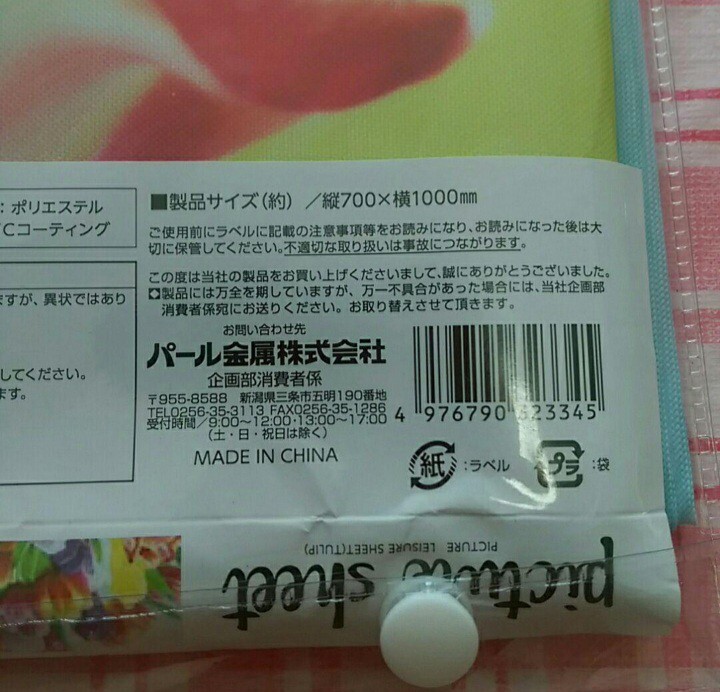 ：ポリエステル
Cコーティング
ますが、異状ではあり
してください。
ます。
■製品サイズ（約）／縦700×横1000mm
ご使用前にラベルに記載の注意事項等をお読みになり、お読みになった後は大
切に保管してください。不適切な取り扱いは事故につながります。
この度は当社の製品をお買い上げくださいまして、誠にありがとうございました。
製品には万全を期していますが、万一不具合があった場合には、当社企画部
消費者係宛にお送りください。お取り替えさせて頂きます。
お問い合わせ先
パール金属株式会社
企画部消費者係
〒955-8588 新潟県三条市五明190番地
TEL0256-35-3113 FAX0256-35-1286
受付時間／9:00～12:00・13:00～17:00
（土・日・祝日は除く）
MADE IN CHINA
4 976790 323345
紙：ラベル
プラ：袋
PICTURE LEISURE SHEET(TULIP)
picture sheet